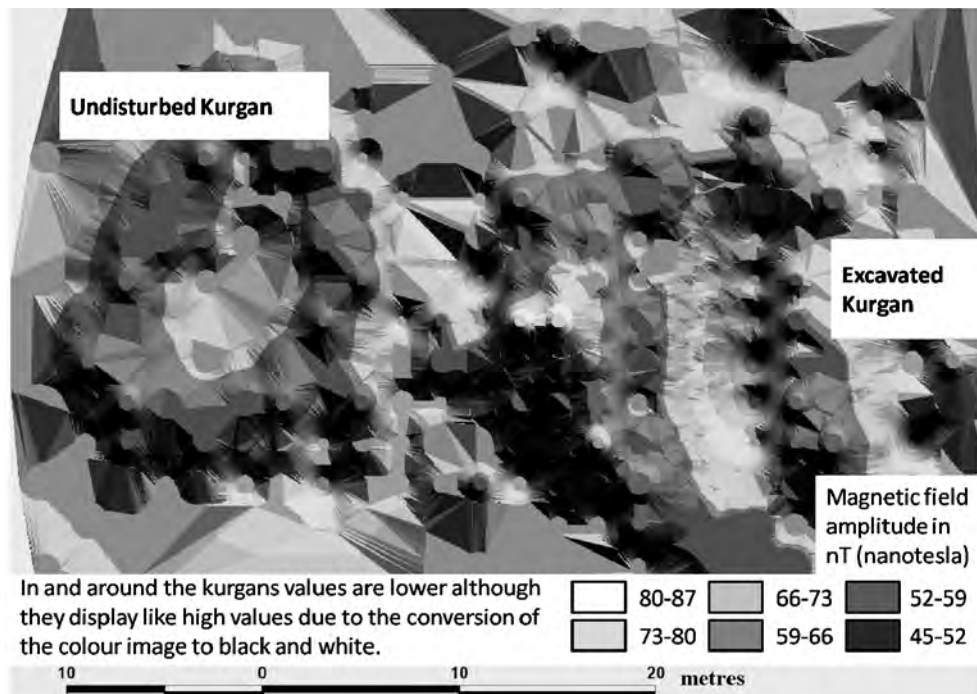 Undisturbed Kurgan
Excavated
Kurgan
Magnetic field
amplitude in
nT (nanotesla)
In and around the kurgans values are lower although
they display like high values due to the conversion of
the colour image to black and white.
80-87 66-73 52-59
73-80 59-66 45-52
10 0 10 20 metres